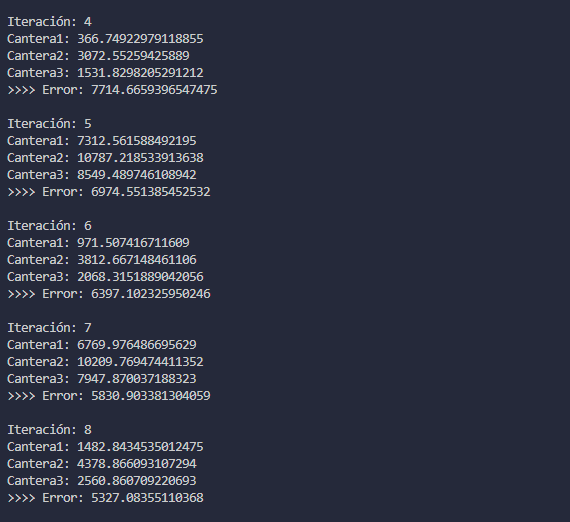 Iteración: 4
Cantera1: 366.74922979118855
Cantera2: 3072.55259425889
Cantera3: 1531.8298205291212
>>>> Error: 7714.6659396547475
Iteración: 5
Cantera1: 7312.561588492195
Cantera2: 10787.218533913638
Cantera3: 8549.489746108942
>>>> Error: 6974.551385452532
Iteración: 6
Cantera1: 971.507416711609
Cantera2: 3812.667148461106
Cantera3: 2068.3151889042056
>>>> Error: 6397.102325950246
Iteración: 7
Cantera1: 6769.976486695629
Cantera2: 10209.769474411352
Cantera3: 7947.870037188323
>>>> Error: 5830.903381304059
Iteración: 8
Cantera1: 1482.8434535012475
Cantera2: 4378.866093107294
Cantera3: 2560.860709220693
>>>> Error: 5327.08355110368